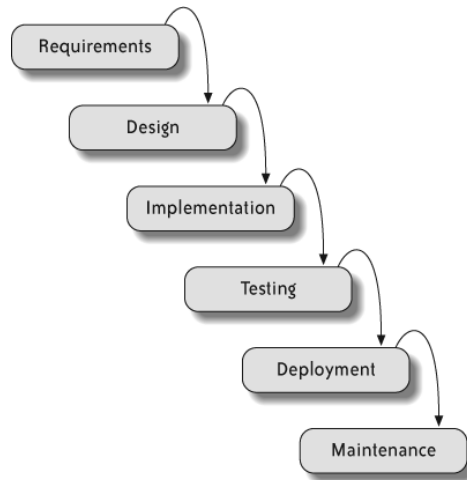 Requirements
Design
Implementation
Testing
Deployment
Maintenance